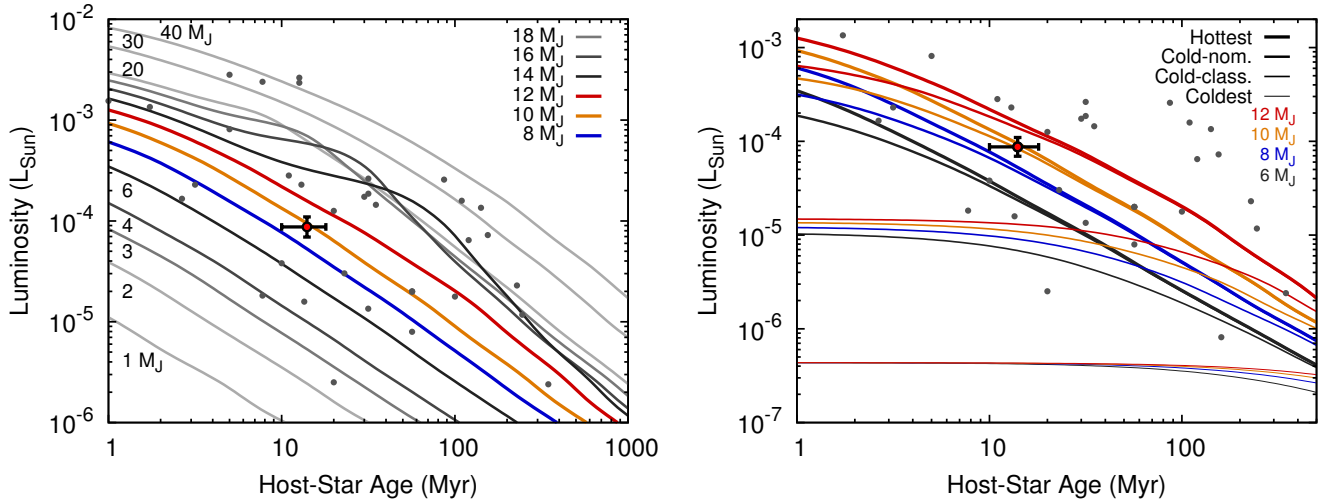 10⁻²
10⁻³
10⁻⁴
10⁻⁵
10⁻⁶
Luminosity (L_Sun)
1
10
100
1000
Host-Star Age (Myr)
40 M_J
30
20
6
4
3
2
1 M_J
18 M_J
16 M_J
14 M_J
12 M_J
10 M_J
8 M_J
10⁻³
10⁻⁴
10⁻⁵
10⁻⁶
10⁻⁷
Luminosity (L_Sun)
1
10
100
Host-Star Age (Myr)
Hottest
Cold-nom.
Cold-class.
Coldest
12 M_J
10 M_J
8 M_J
6 M_J